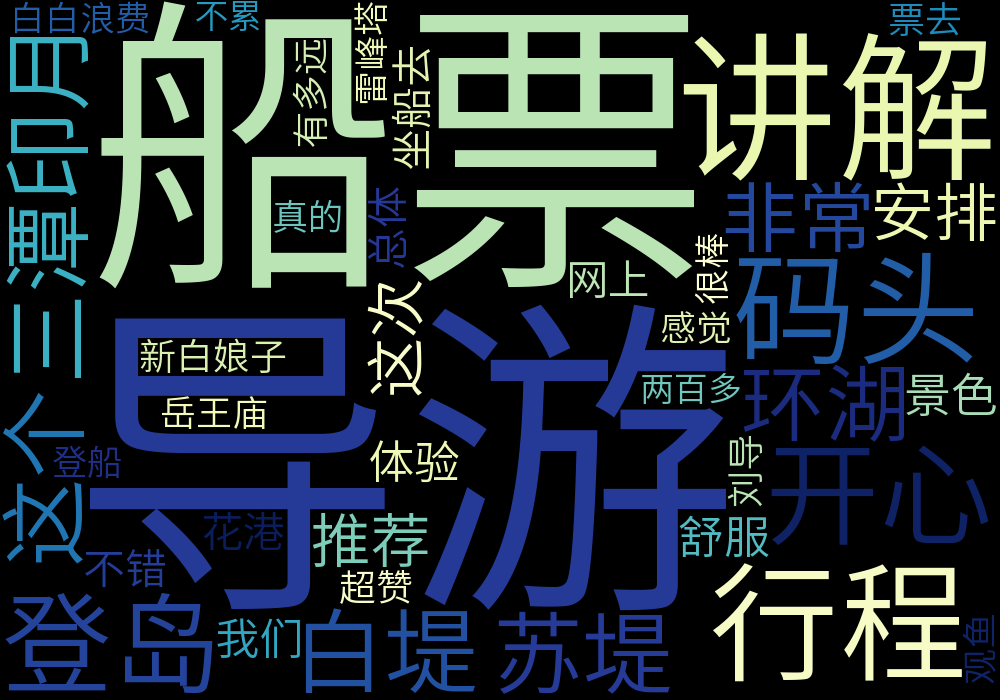 白白浪费
不累
雷峰塔
票去
船票
讲解
有多远
坐船去
三潭印月
真的
总体
非常
安排
网上
很棒
码头
这次
新白娘子
感觉
导游
两百多
环湖
景色
岳王庙
这个
登船
体验
刘导
开心
花港
推荐
舒服
不错
超赞
行程
登岛
我们
白堤
苏堤
观鱼